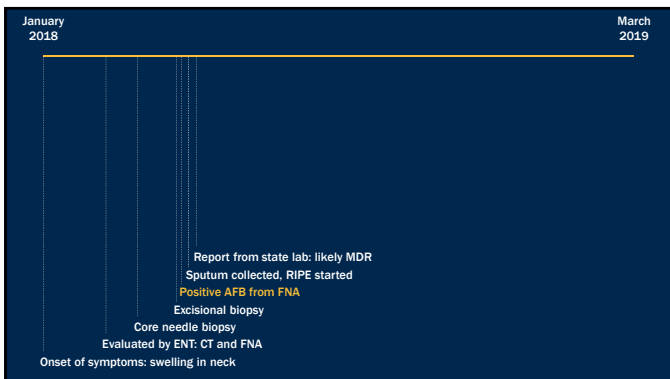 January
2018
March
2019
Report from state lab: likely MDR
Sputum collected, RIPE started
Positive AFB from FNA
Excisional biopsy
Core needle biopsy
Evaluated by ENT: CT and FNA
Onset of symptoms: swelling in neck